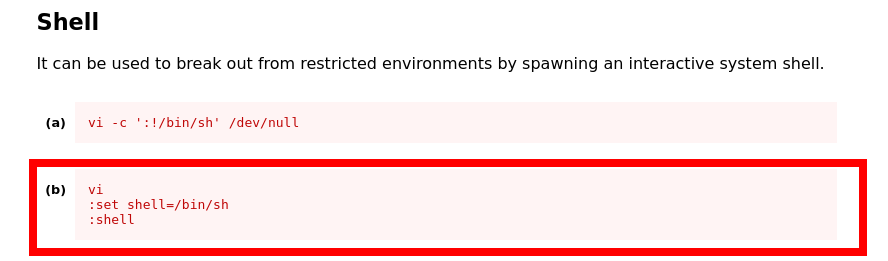 Shell
It can be used to break out from restricted environments by spawning an interactive system shell.
(a) vi -c ':!/bin/sh' /dev/null
(b) vi
:set shell=/bin/sh
:shell